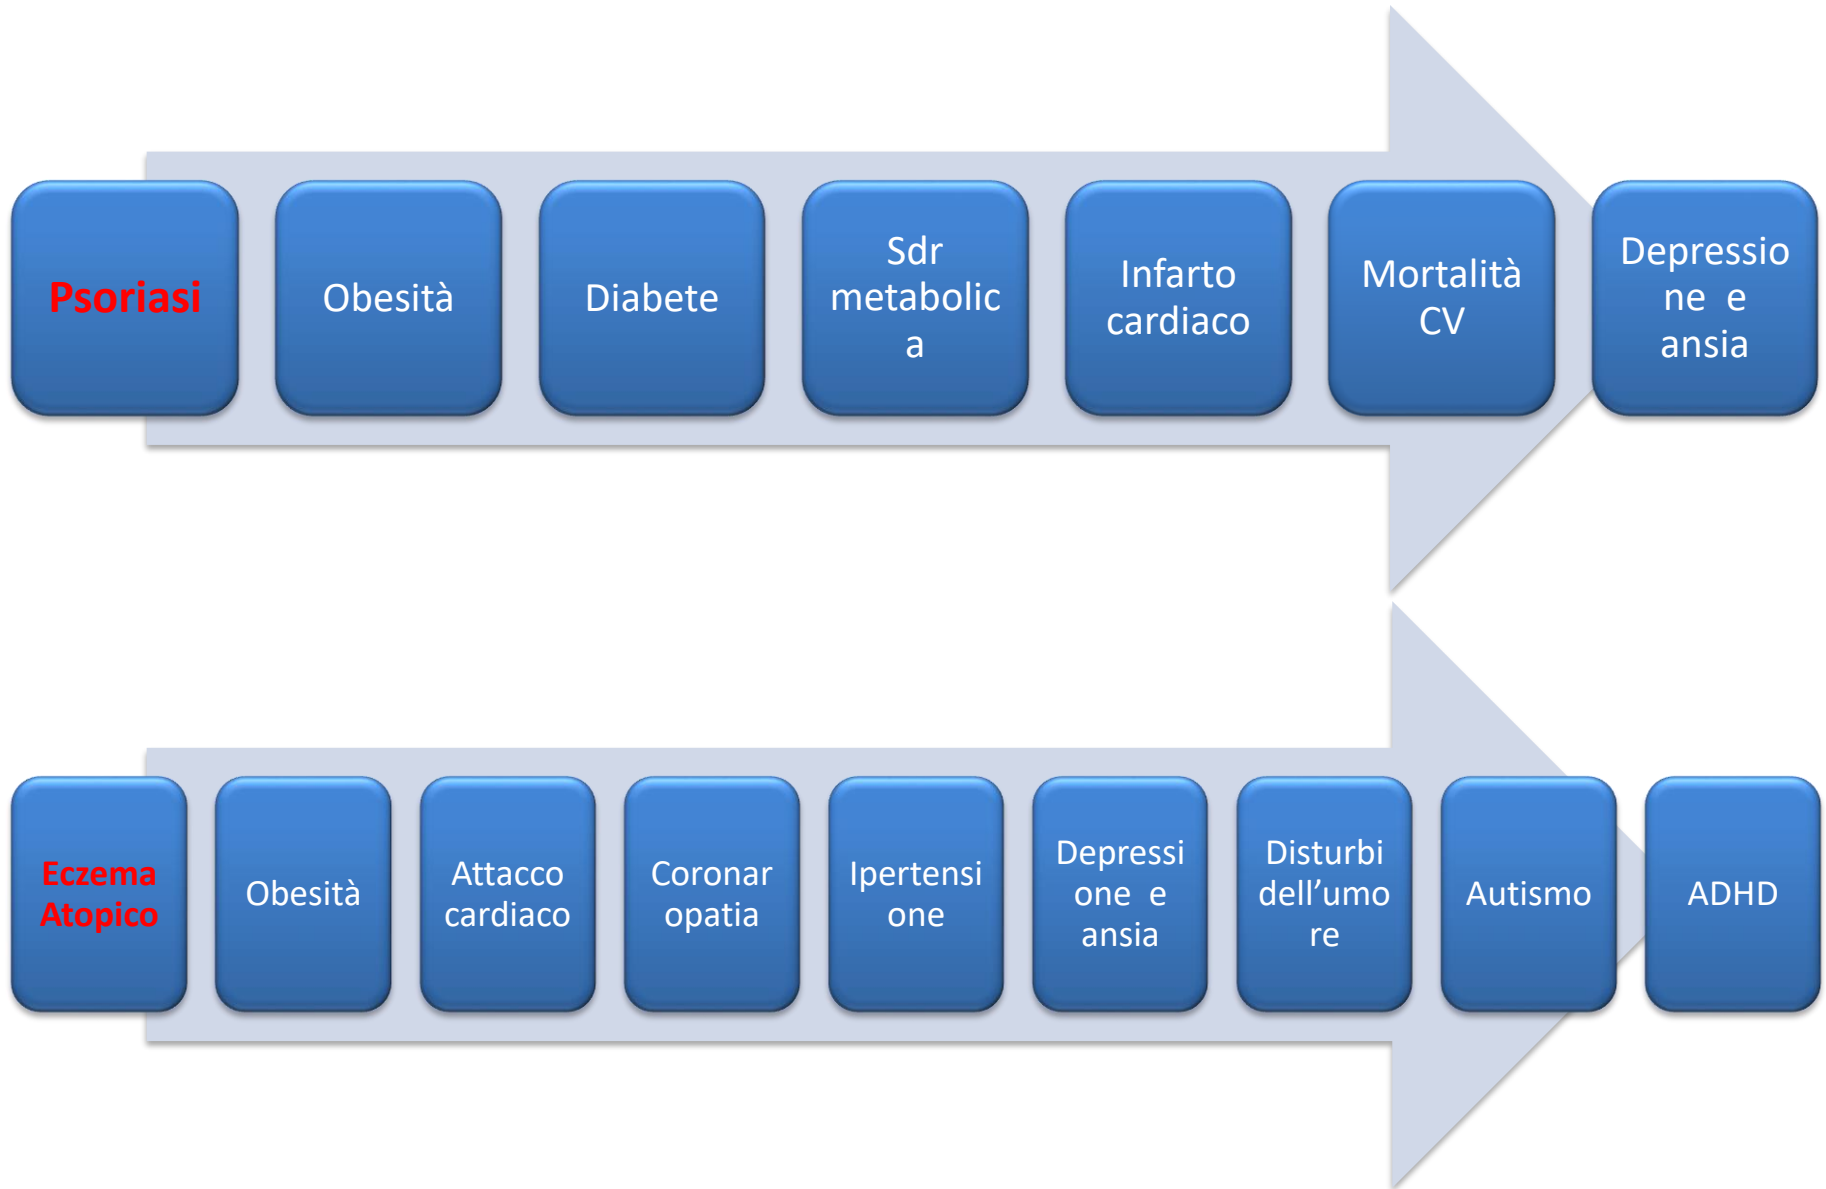 Psoriasi
Obesità
Diabete
Sdr
metabolic
a
Infarto
cardiaco
Mortalità
CV
Depressio
ne e
ansia
Eczema
Atopico
Obesità
Attacco
cardiaco
Coronar
opatia
Ipertensi
one
Depressi
one e
ansia
Disturbi
dell’umo
re
Autismo
ADHD